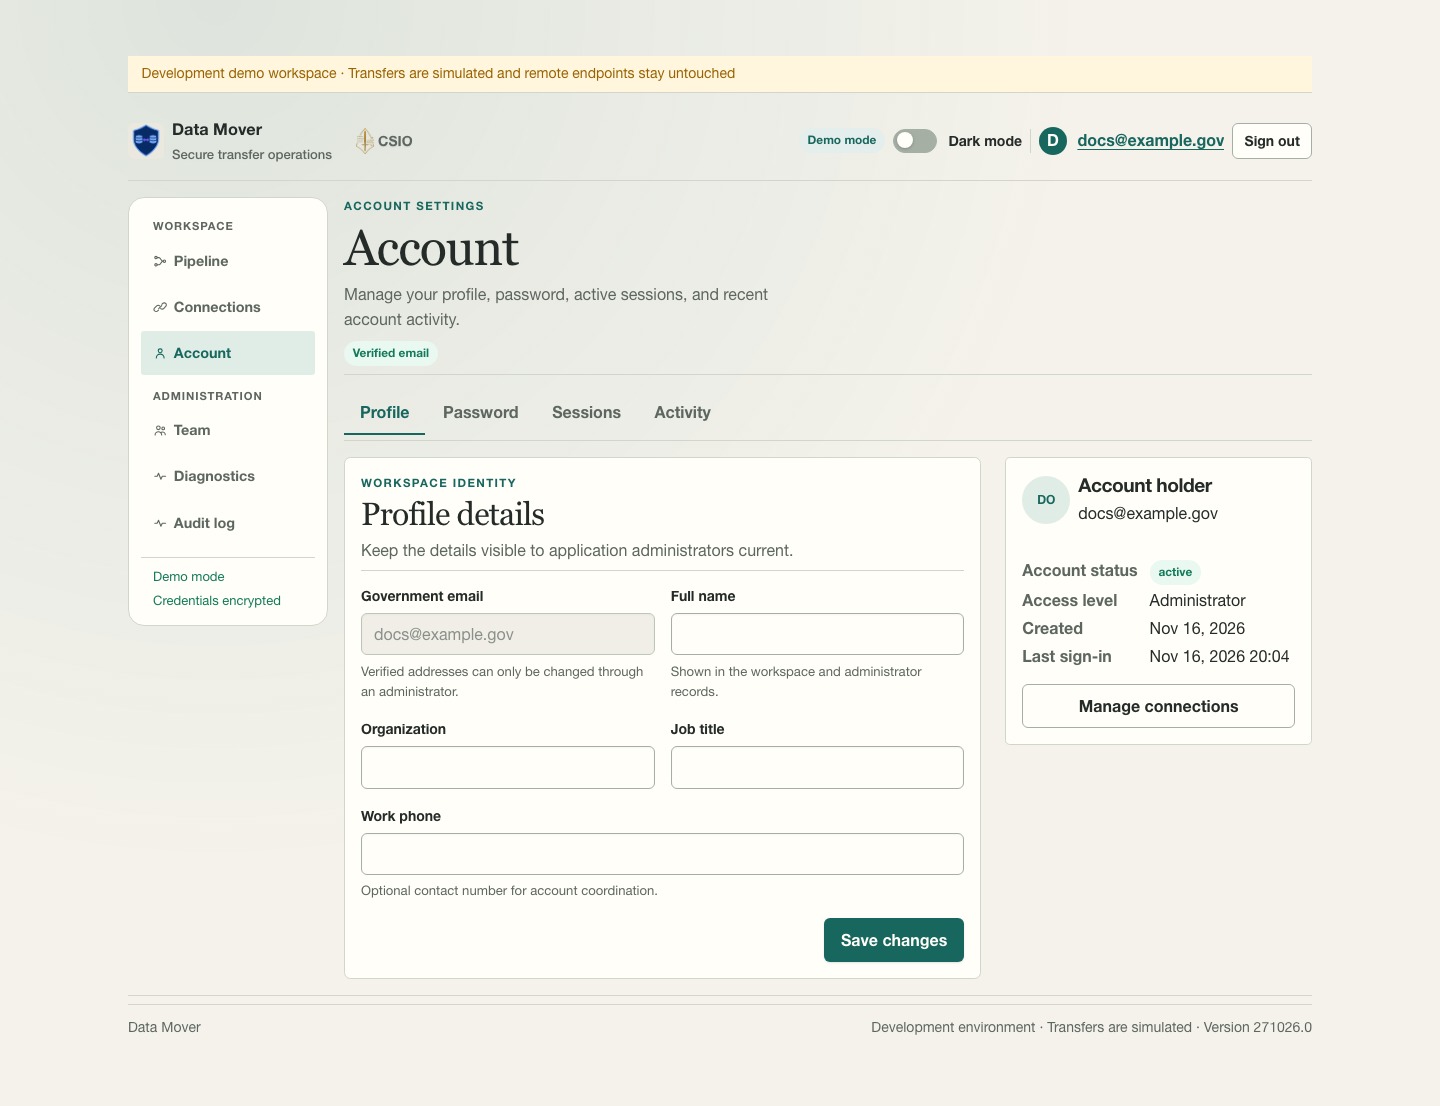 Development demo workspace · Transfers are simulated and remote endpoints stay untouched
Data Mover
Secure transfer operations
CSIO
Demo mode
Dark mode
D
docs@example.gov
Sign out
WORKSPACE
Pipeline
Connections
Account
ADMINISTRATION
Team
Diagnostics
Audit log
Demo mode
Credentials encrypted
ACCOUNT SETTINGS
Account
Manage your profile, password, active sessions, and recent
account activity.
Verified email
Profile
Password
Sessions
Activity
WORKSPACE IDENTITY
Profile details
Keep the details visible to application administrators current.
Government email
docs@example.gov
Verified addresses can only be changed through
an administrator.
Full name
Shown in the workspace and administrator
records.
Organization
Job title
Work phone
Optional contact number for account coordination.
Save changes
DO
Account holder
docs@example.gov
Account status active
Access level Administrator
Created Nov 16, 2026
Last sign-in Nov 16, 2026 20:04
Manage connections
Data Mover
Development environment · Transfers are simulated · Version 271026.0